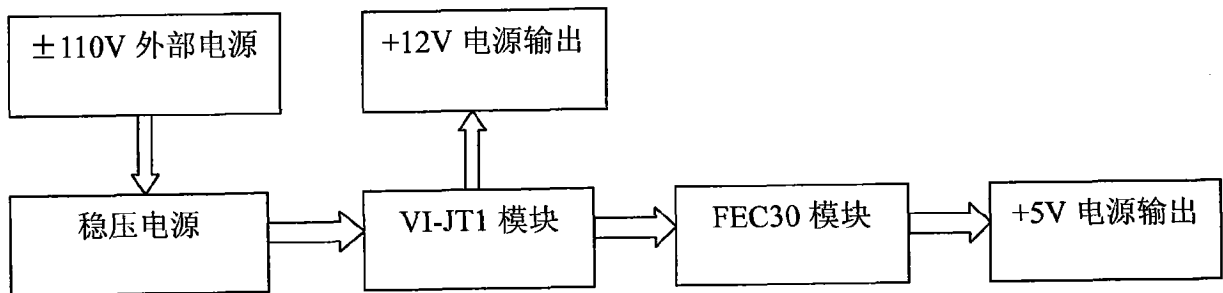 ±110V 外部电源
+12V 电源输出
稳压电源
VI-JT1 模块
FEC30 模块
+5V 电源输出